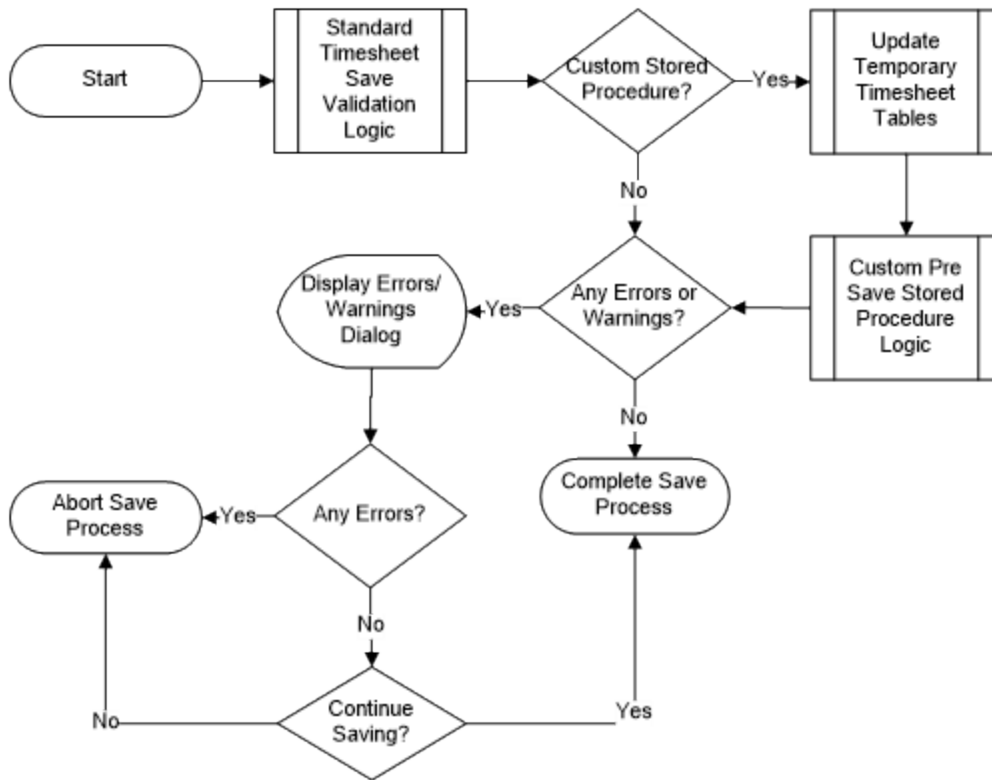 Start
Standard
Timesheet
Save
Validation
Logic
Custom Stored
Procedure?
Yes
Update
Temporary
Timesheet
Tables
No
Custom Pre
Save Stored
Procedure
Logic
Any Errors or
Warnings?
Yes
Display Errors/
Warnings
Dialog
No
Complete Save
Process
Any Errors?
Yes
Abort Save
Process
No
Continue
Saving?
No
Yes